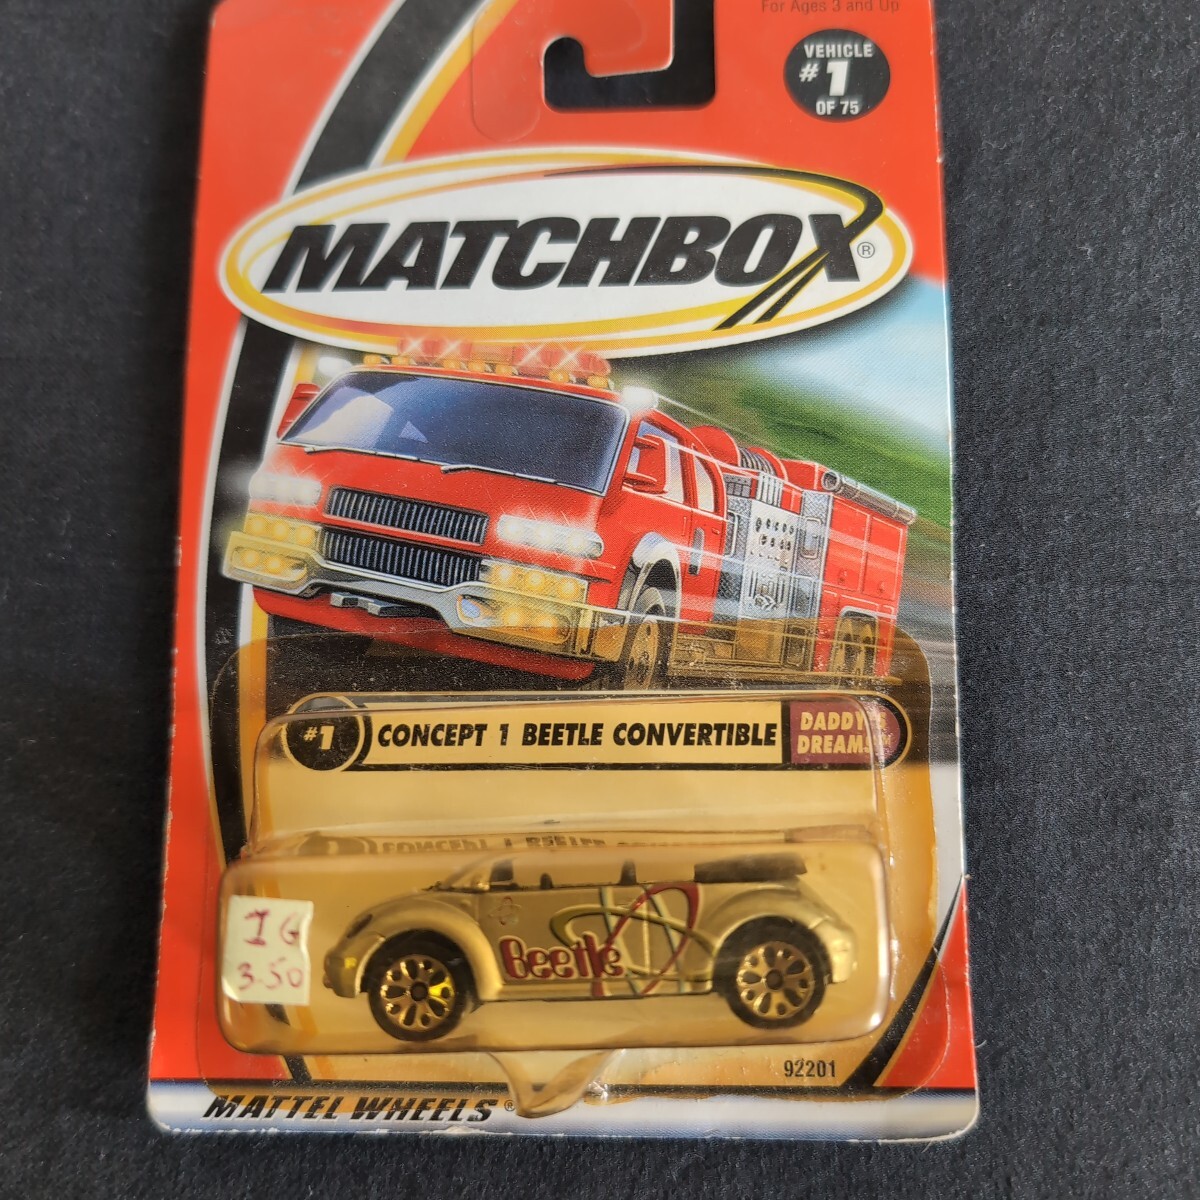 For Ages 3 and Up
VEHICLE
#1
OF 75
MATCHBOX®
#1
CONCEPT 1 BEETLE CONVERTIBLE
DADDY'S
DREAMS
Beetle
IG
3.50
92201
MATTEL WHEELS®